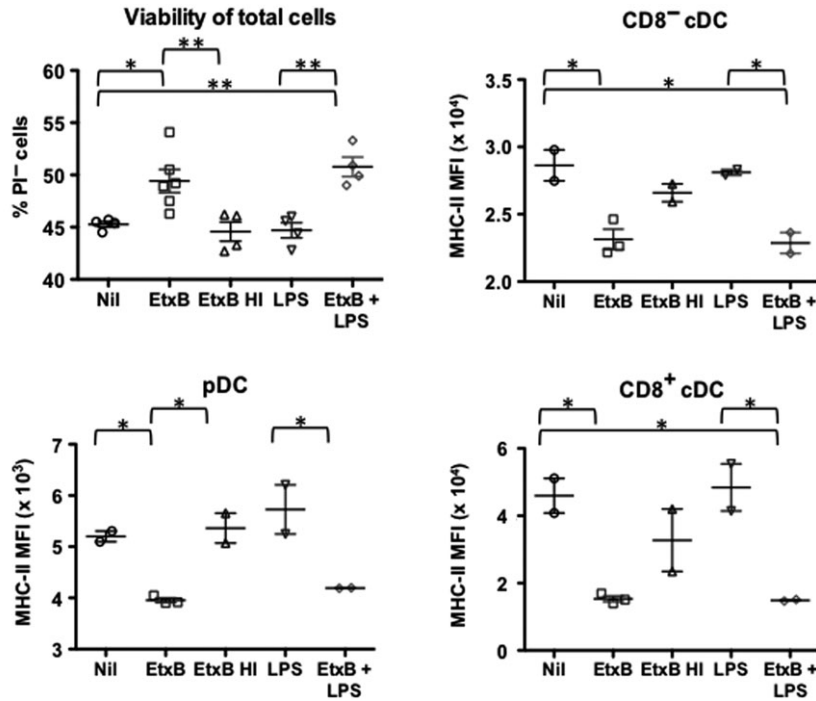 Viability of total cells
**
*
**
**
60
55
50
45
40
% PI⁻ cells
Nil
EtxB
EtxB HI
LPS
EtxB +
LPS
CD8⁻ cDC
*
*
*
3.5
3.0
2.5
2.0
MHC-II MFI (x 10⁴)
Nil
EtxB
EtxB HI
LPS
EtxB +
LPS
pDC
*
*
*
7
6
5
4
3
MHC-II MFI (x 10³)
Nil
EtxB
EtxB HI
LPS
EtxB +
LPS
CD8⁺ cDC
*
*
*
6
4
2
0
MHC-II MFI (x 10⁴)
Nil
EtxB
EtxB HI
LPS
EtxB +
LPS